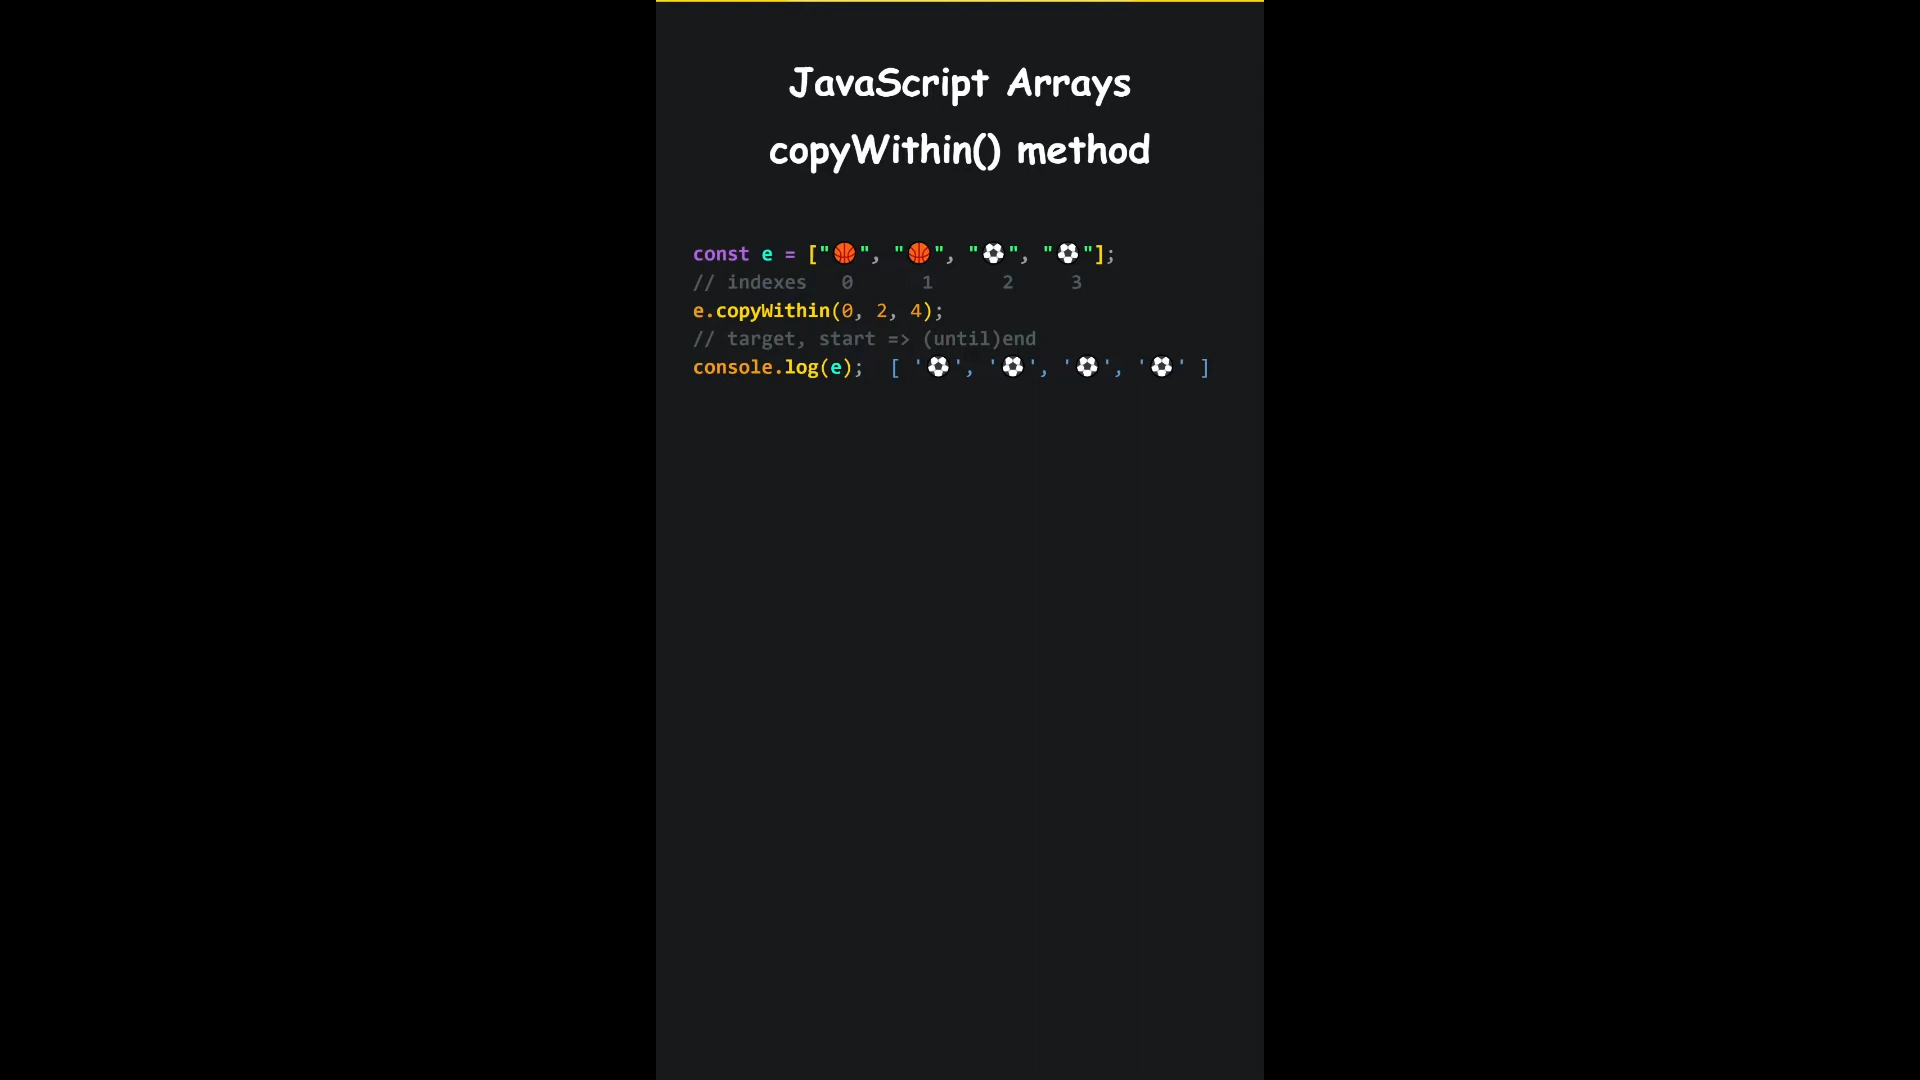 JavaScript Arrays
copyWithin() method
const e = ["🏀", "🏀", "⚽", "⚽"];
// indexes   0      1      2     3
e.copyWithin(0, 2, 4);
// target, start => (until)end
console.log(e);  [ '⚽', '⚽', '⚽', '⚽' ]